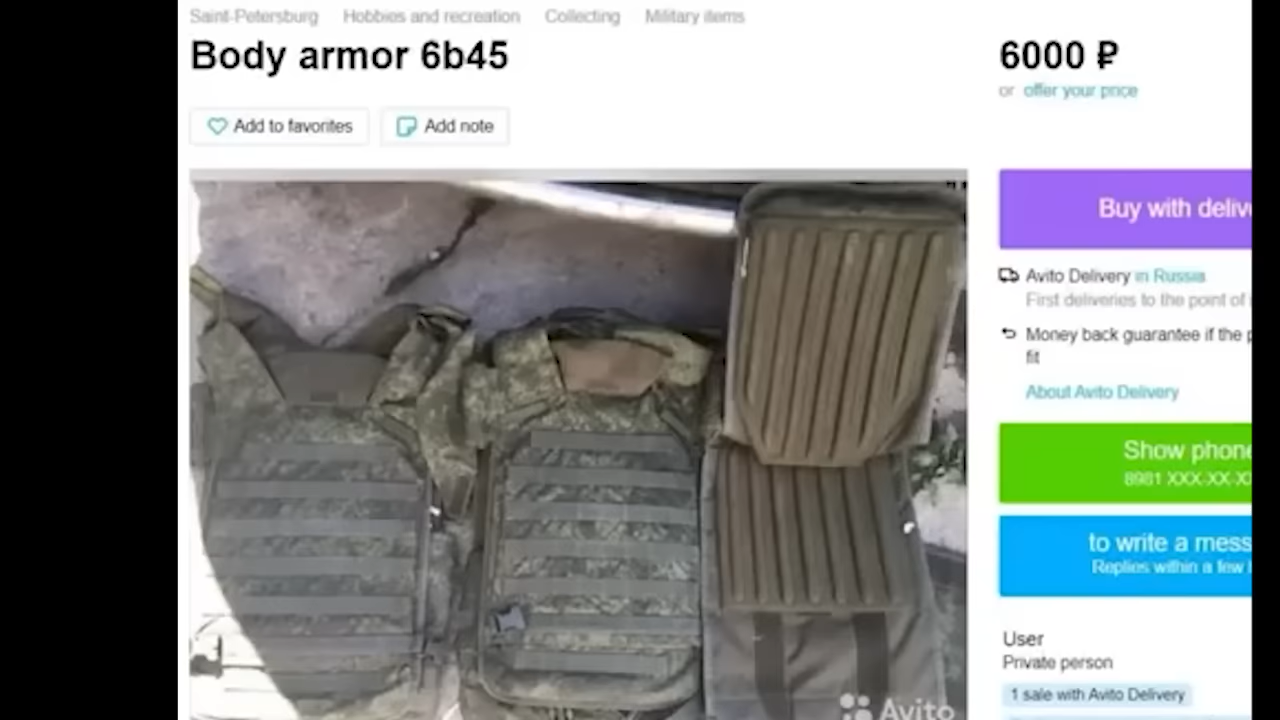 Saint-Petersburg Hobbies and recreation Collecting Military items
Body armor 6b45
6000 ₽
or offer your price
Add to favorites Add note
Buy with deliv
Avito Delivery in Russia
First deliveries to the point of
Money back guarantee if the p
fit
About Avito Delivery
Show phone
8981 XXX-XX-X
to write a mess
Replies within a few
User
Private person
1 sale with Avito Delivery
Avito